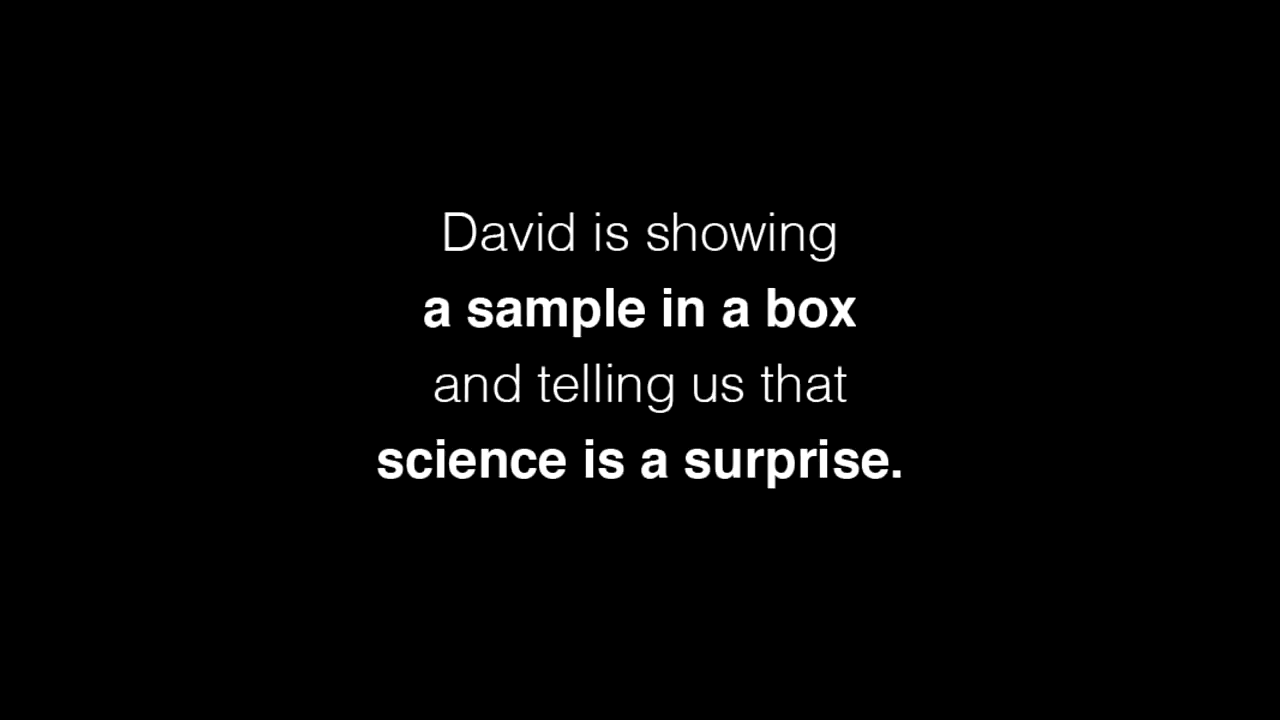 David is showing
a sample in a box
and telling us that
science is a surprise.